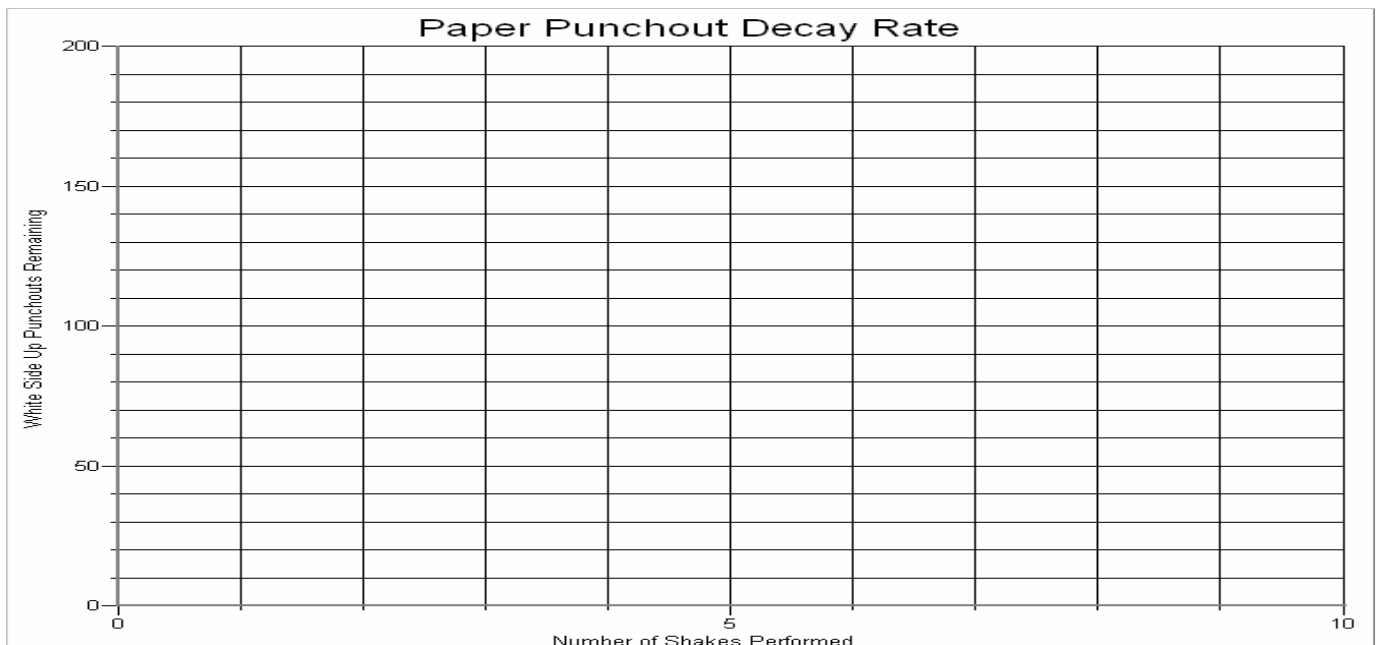 Paper Punchout Decay Rate
200
150
100
50
0
White Side Up Punchouts Remaining
0 5 10
Number of Shakes Performed